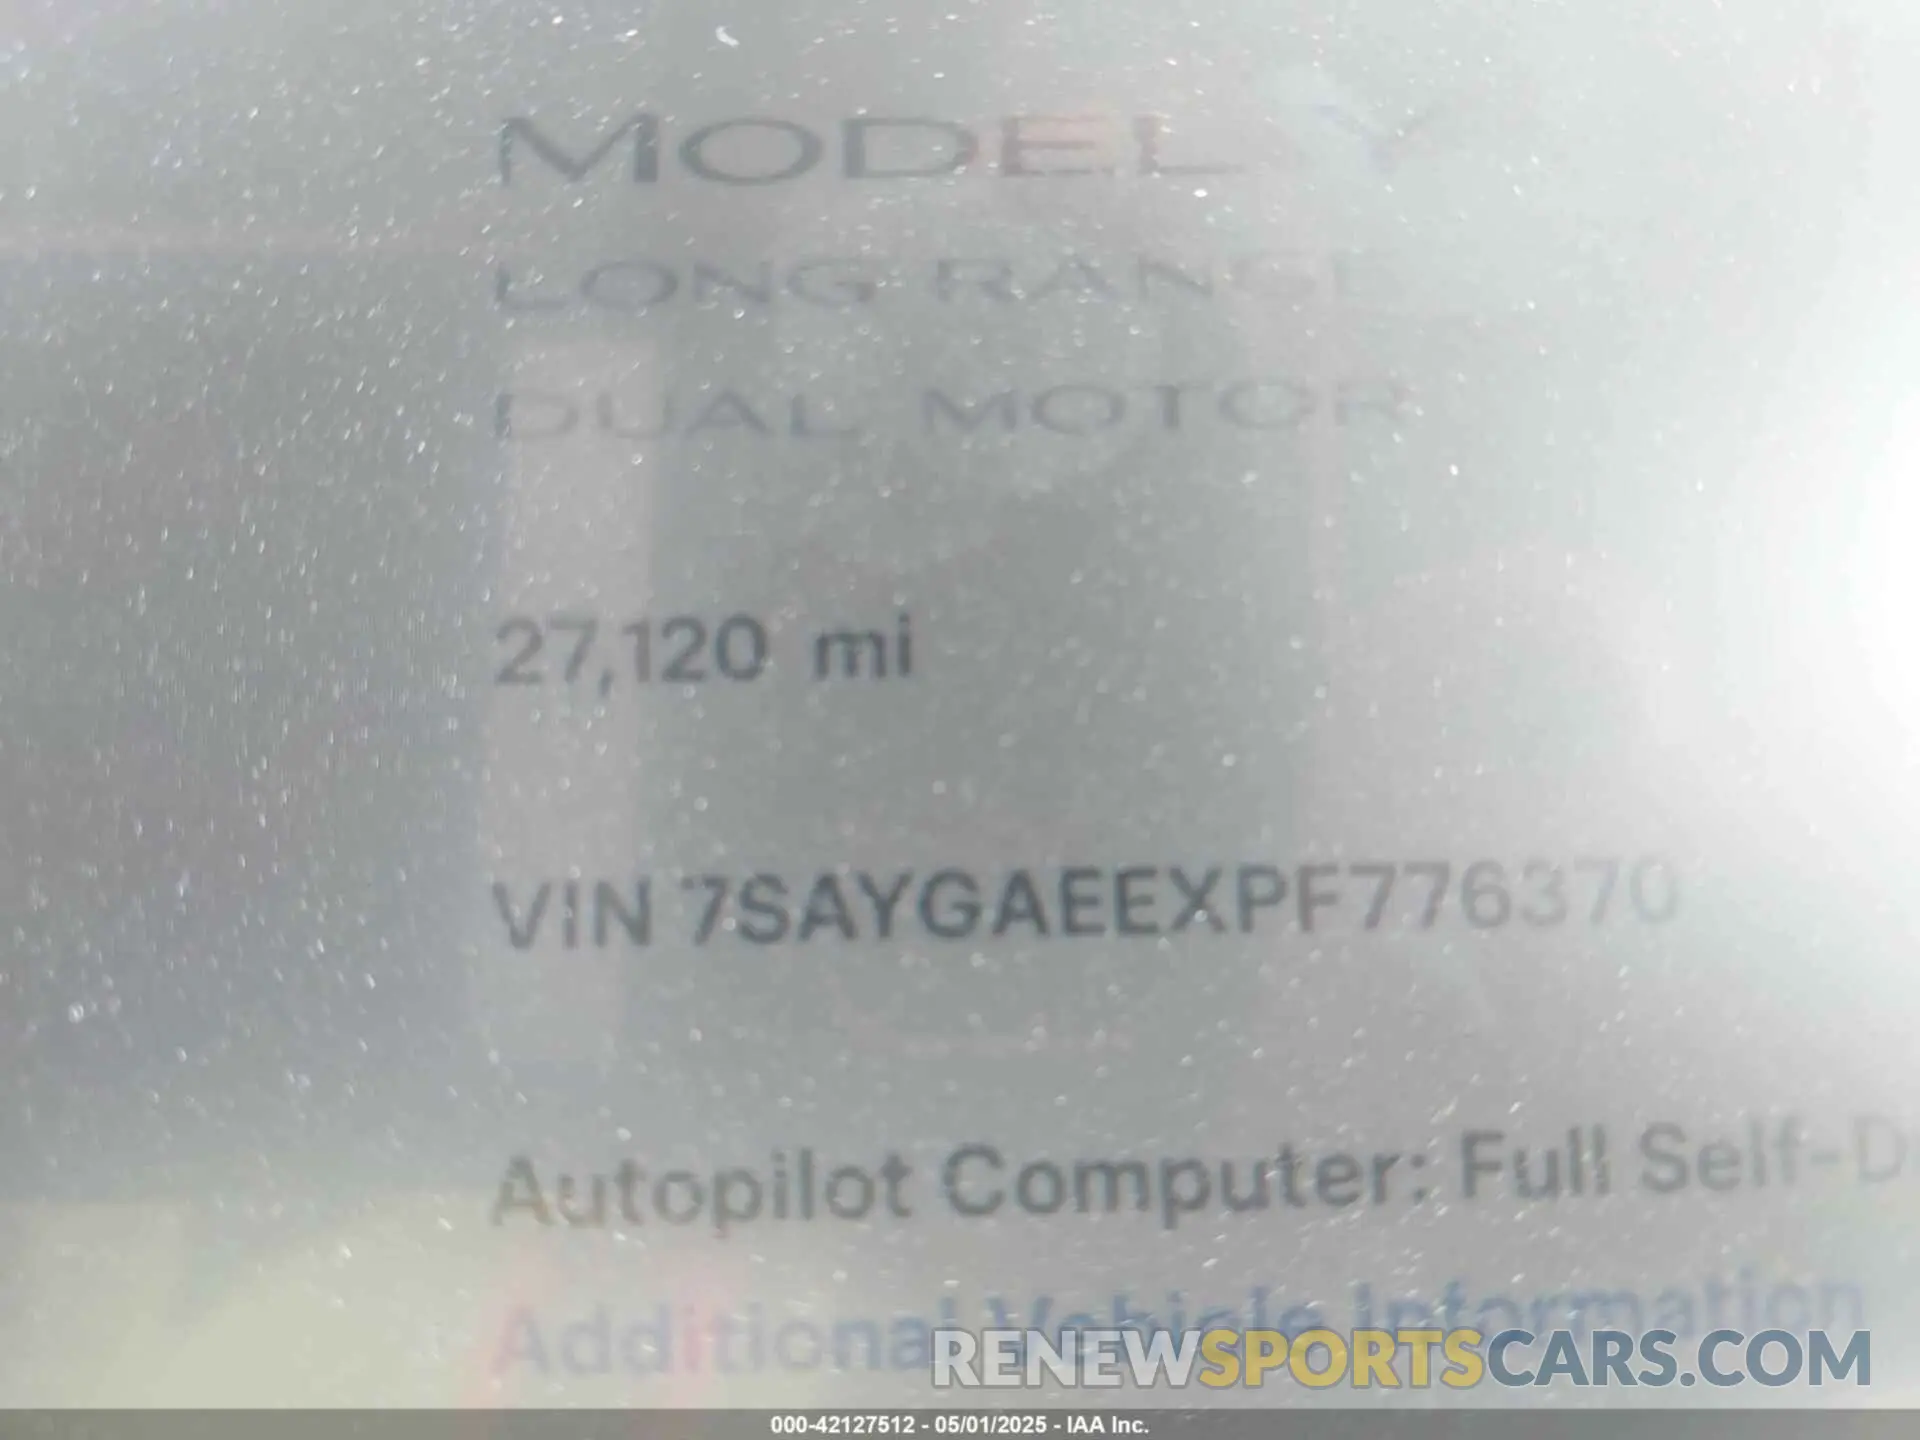 MODEL Y
LONG RANGE
DUAL MOTOR
27,120 mi
VIN 7SAYGAEEXPF776370
Autopilot Computer: Full Self-D
Additional Vehicle Information
RENEWSPORTSCARS.COM
000-42127512 - 05/01/2025 - IAA Inc.